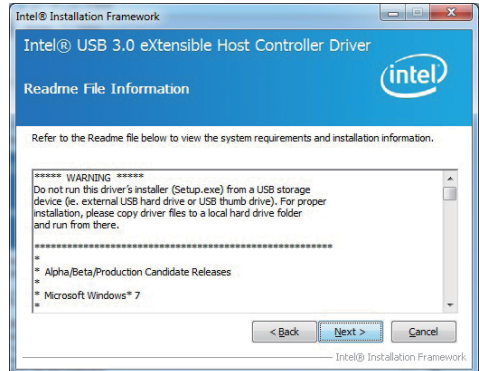 Intel® Installation Framework
Intel® USB 3.0 eXtensible Host Controller Driver
intel
Readme File Information
Refer to the Readme file below to view the system requirements and installation information.
***** WARNING *****
Do not run this driver's installer (Setup.exe) from a USB storage
device (ie. external USB hard drive or USB thumb drive). For proper
installation, please copy driver files to a local hard drive folder
and run from there.
************************************************************
*
* Alpha/Beta/Production Candidate Releases
*
* Microsoft Windows* 7
*
< Back Next > Cancel
Intel® Installation Framework